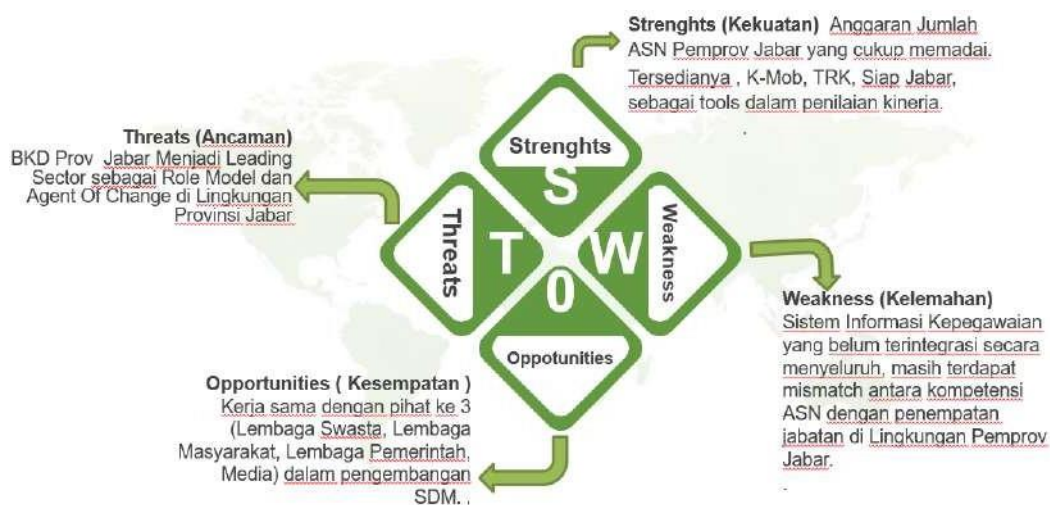 Strenghts (Kekuatan) Anggaran Jumlah
ASN Pemprov Jabar yang cukup memadai.
Tersedianya , K-Mob, TRK, Siap Jabar,
sebagai tools dalam penilaian kinerja.
.
Threats (Ancaman)
BKD Prov Jabar Menjadi Leading
Sector sebagai Role Model dan
Agent Of Change di Lingkungan
Provinsi Jabar
Strenghts
S
Threats
T
W
Weakness
O
Oppotunities
Weakness (Kelemahan)
Sistem Informasi Kepegawaian
yang belum terintegrasi secara
menyeluruh, masih terdapat
mismatch antara kompetensi
ASN dengan penempatan
jabatan di Lingkungan Pemprov
Jabar.
.
Opportunities ( Kesempatan )
Kerja sama dengan pihat ke 3
(Lembaga Swasta, Lembaga
Masyarakat, Lembaga Pemerintah,
Media) dalam pengembangan
SDM. .